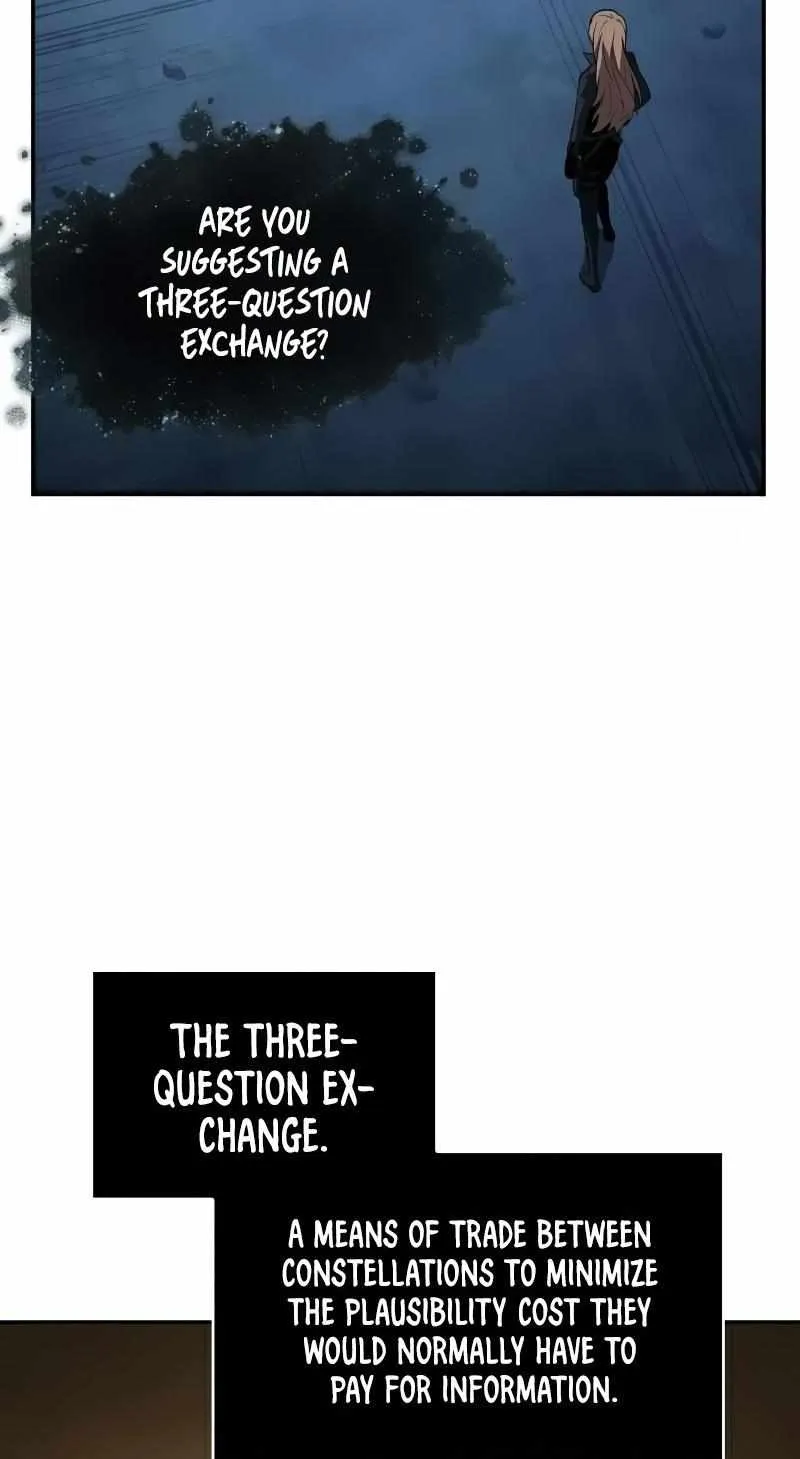 ARE YOU
SUGGESTING A
THREE-QUESTION
EXCHANGE?
THE THREE-
QUESTION EX-
CHANGE.
A MEANS OF TRADE BETWEEN
CONSTELLATIONS TO MINIMIZE
THE PLAUSIBILITY COST THEY
WOULD NORMALLY HAVE TO
PAY FOR INFORMATION.